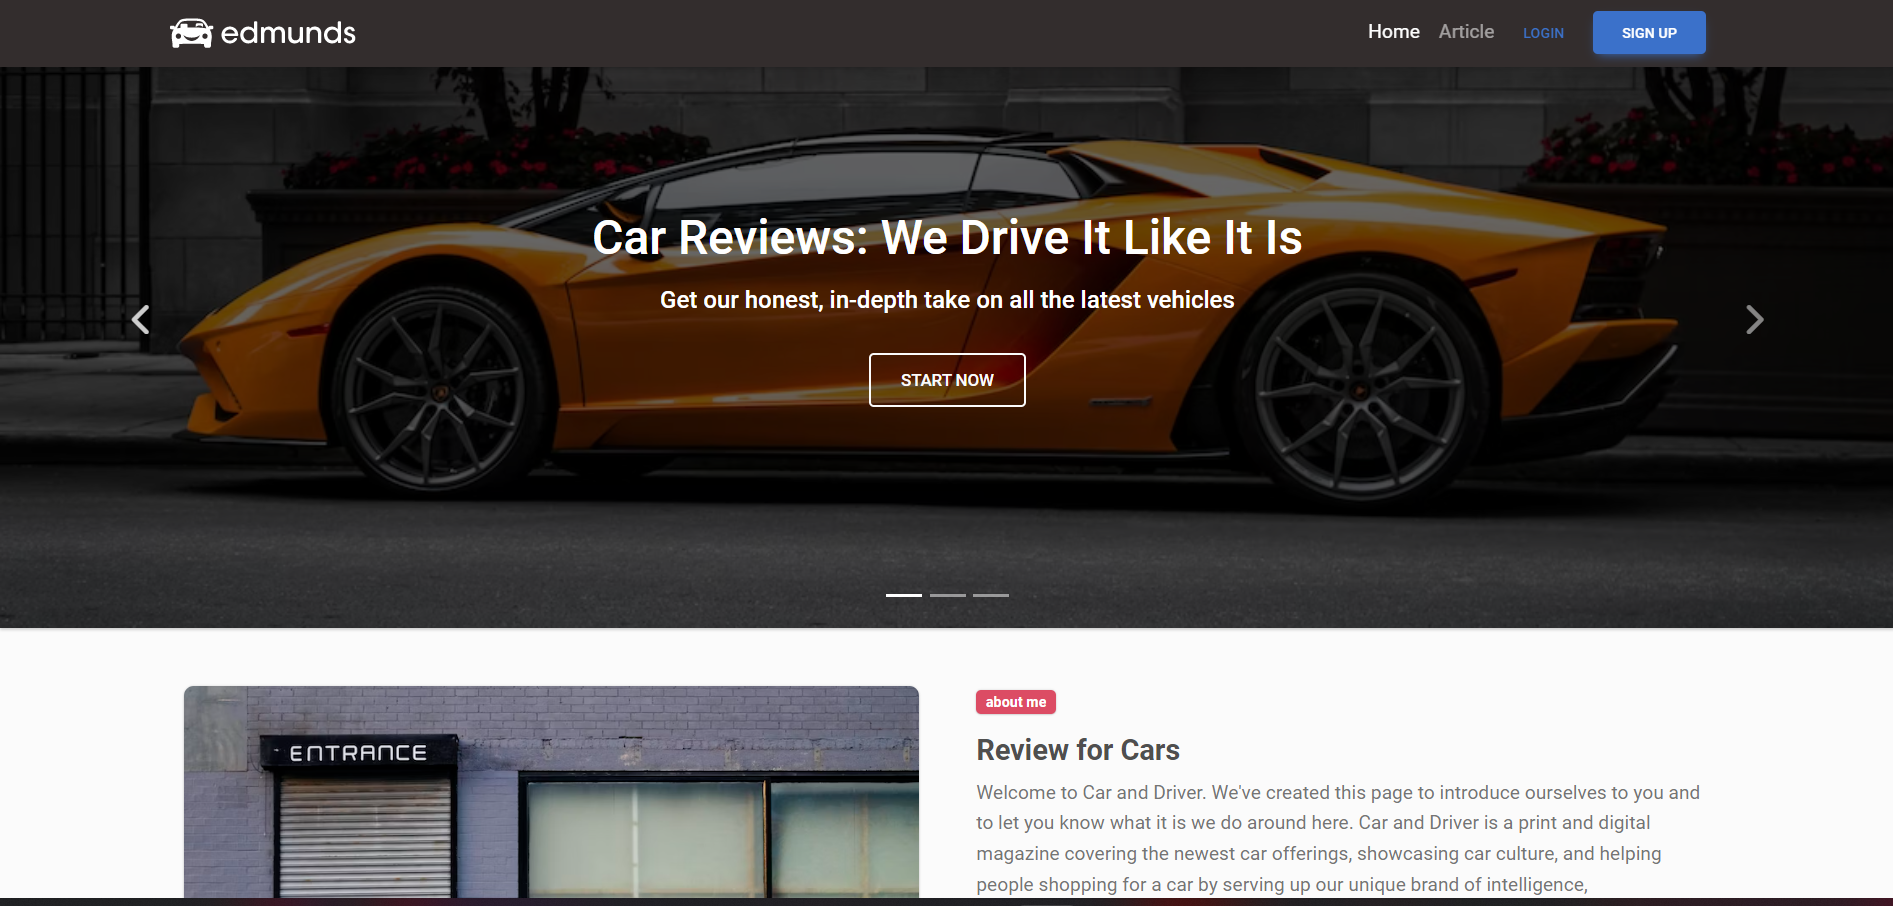 edmunds
Home Article LOGIN SIGN UP
Car Reviews: We Drive It Like It Is
Get our honest, in-depth take on all the latest vehicles
START NOW
ENTRANCE
about me
Review for Cars
Welcome to Car and Driver. We've created this page to introduce ourselves to you and
to let you know what it is we do around here. Car and Driver is a print and digital
magazine covering the newest car offerings, showcasing car culture, and helping
people shopping for a car by serving up our unique brand of intelligence,